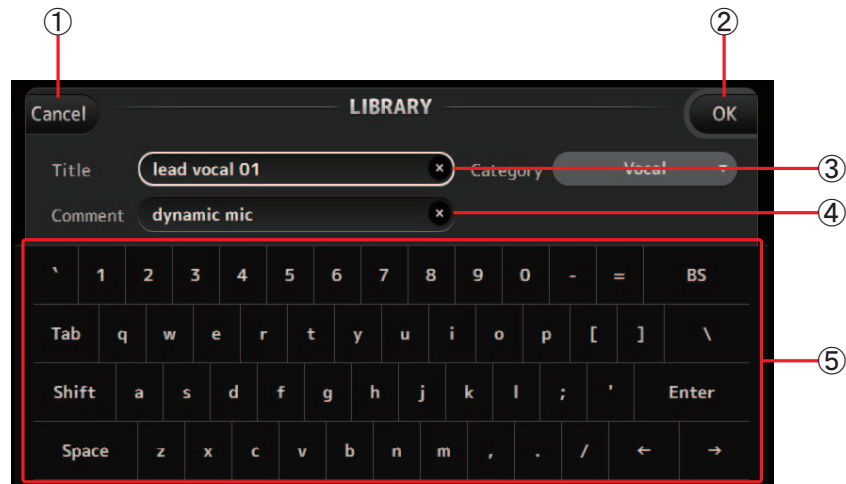 ① ②
Cancel LIBRARY OK
Title lead vocal 01 × Category Vocal ▼ ③
Comment dynamic mic × ④
` 1 2 3 4 5 6 7 8 9 0 - = BS
Tab q w e r t y u i o p [ ] \
⑤
Shift a s d f g h j k l ; ' Enter
Space z x c v b n m , . / ← →